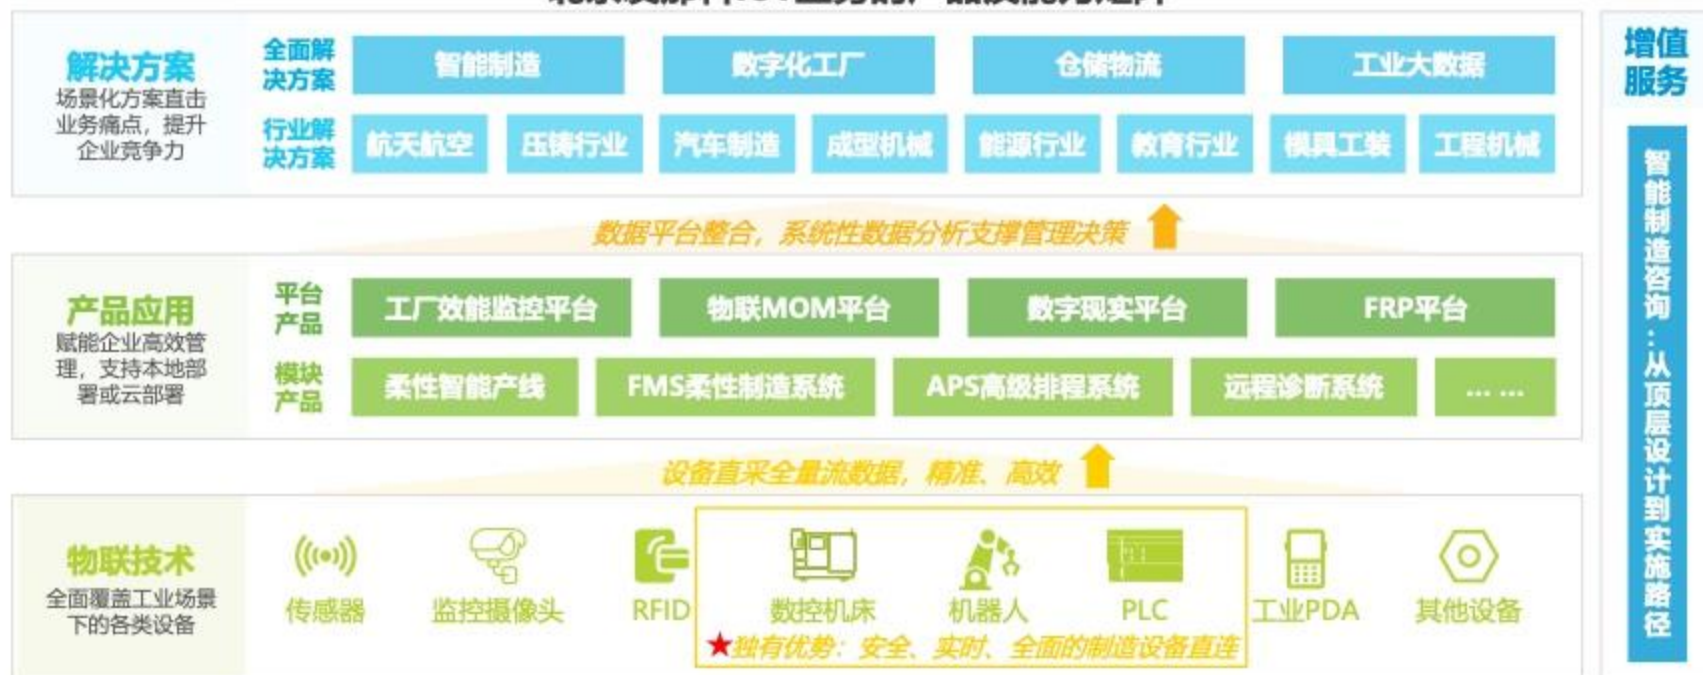 解决方案
场景化方案直击
业务痛点，提升
企业竞争力
全面解
决方案
智能制造
数字化工厂
仓储物流
工业大数据
行业解
决方案
航天航空
压铸行业
汽车制造
成型机械
能源行业
教育行业
模具工装
工程机械
数据平台整合，系统性数据分析支撑管理决策
产品应用
赋能企业高效管
理，支持本地部
署或云部署
平台
产品
工厂效能监控平台
物联MOM平台
数字现实平台
FRP平台
模块
产品
柔性智能产线
FMS柔性制造系统
APS高级排程系统
远程诊断系统
... ...
设备直采全量流数据，精准、高效
物联技术
全面覆盖工业场景
下的各类设备
传感器
监控摄像头
RFID
数控机床
机器人
PLC
工业PDA
其他设备
★独有优势：安全、实时、全面的制造设备直连
增值
服务
智能制造咨询：从顶层设计到实施路径